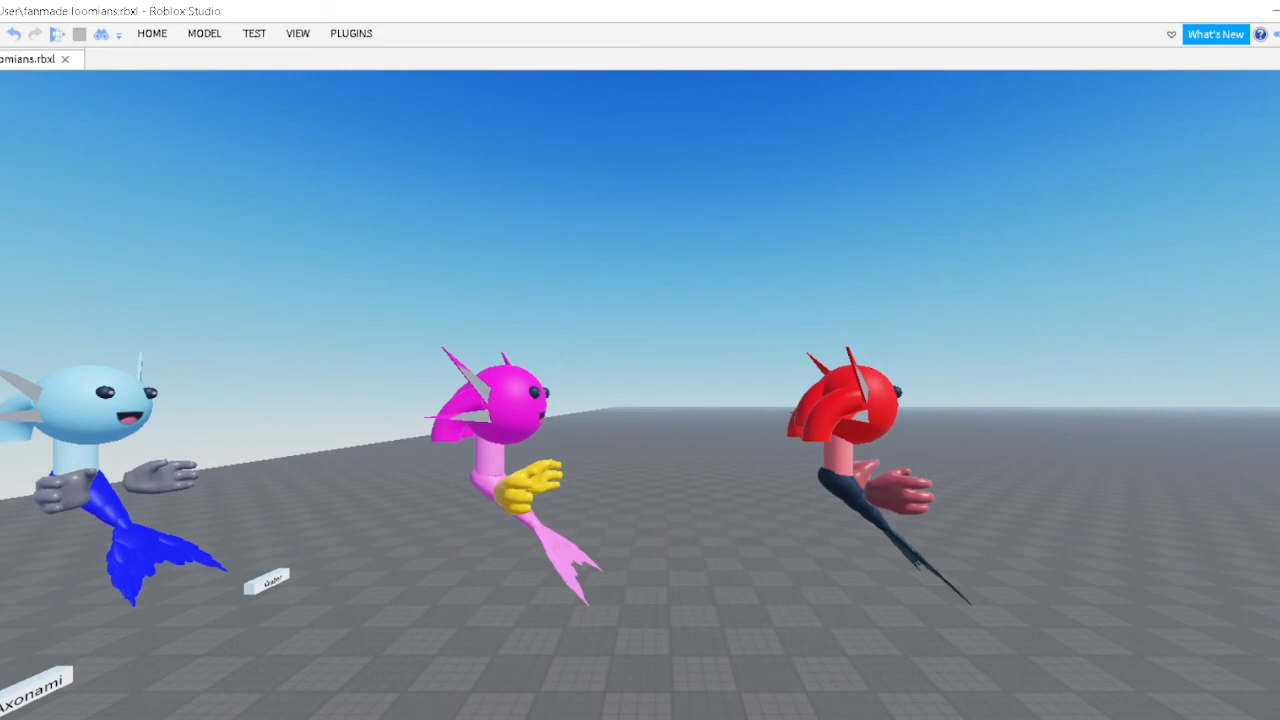 User\fanmade loomians.rbxl - Roblox Studio
HOME MODEL TEST VIEW PLUGINS
What's New
omians.rbxl
Axonami